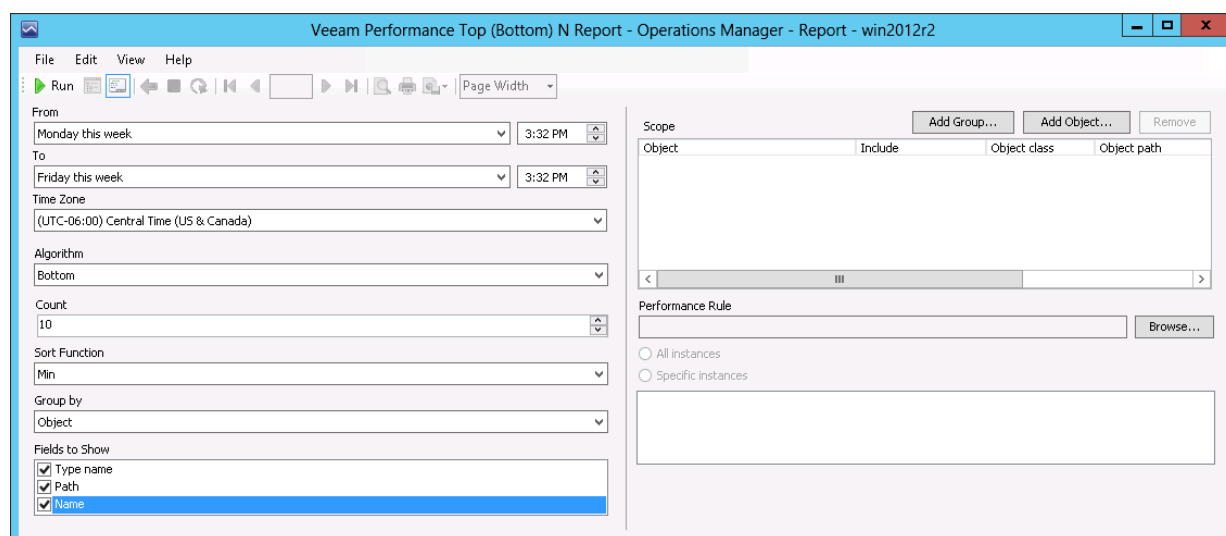 Veeam Performance Top (Bottom) N Report - Operations Manager - Report - win2012r2
File Edit View Help
Run Page Width
From
Monday this week 3:32 PM
To
Friday this week 3:32 PM
Time Zone
(UTC-06:00) Central Time (US & Canada)
Algorithm
Bottom
Count
10
Sort Function
Min
Group by
Object
Fields to Show
Type name
Path
Name
Scope Add Group... Add Object... Remove
Object Include Object class Object path
Performance Rule
Browse...
All instances
Specific instances